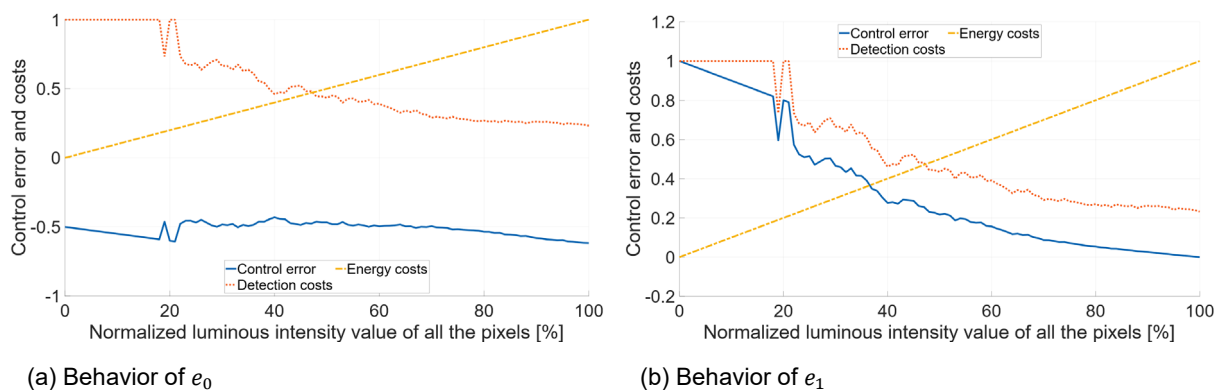 1
0.5
0
-0.5
-1
Control error and costs
Control error
Energy costs
Detection costs
0
20
40
60
80
100
Normalized luminous intensity value of all the pixels [%]
(a) Behavior of e₀
1.2
1
0.8
0.6
0.4
0.2
0
-0.2
Control error and costs
Control error
Energy costs
Detection costs
0
20
40
60
80
100
Normalized luminous intensity value of all the pixels [%]
(b) Behavior of e₁